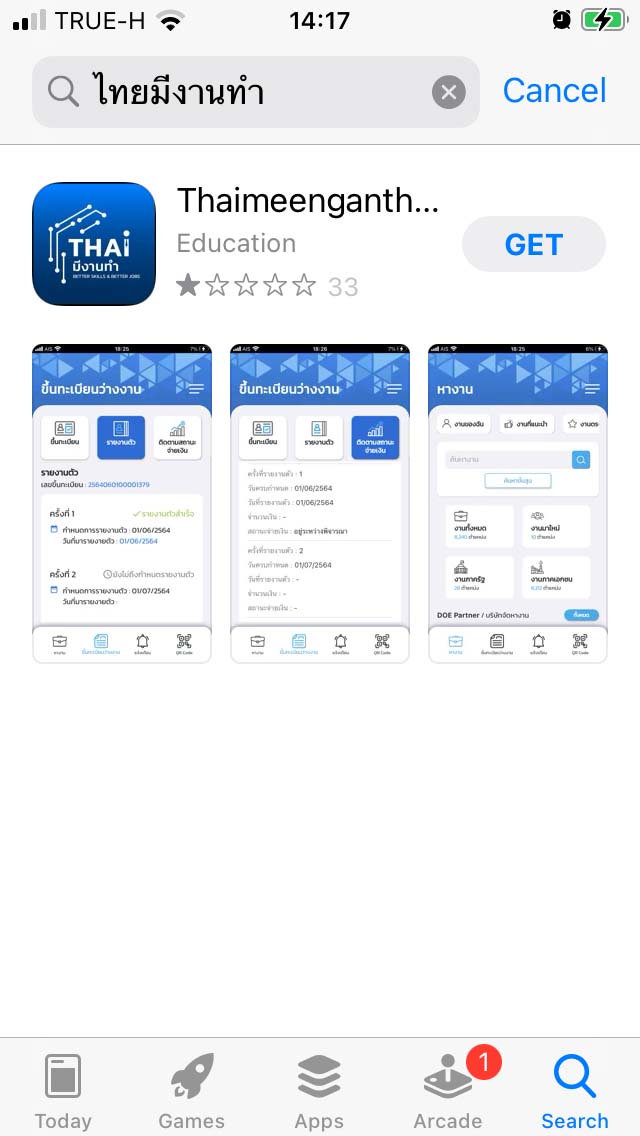 TRUE-H 14:17
ไทยมีงานทำ Cancel
Thaimeenganth...
Education
GET
33
THAi
มีงานทำ
BETTER SKILLS & BETTER JOBS
AIS 18:25 7%
ขึ้นทะเบียนว่างงาน
ขึ้นทะเบียน รายงานตัว ติดตามสถานะ
จ่ายเงิน
รายงานตัว
เลขขึ้นทะเบียน : 2564060100001379
ครั้งที่ 1 รายงานตัวสำเร็จ
กำหนดการรายงานตัว : 01/06/2564
วันที่มารายงานตัว : 01/06/2564
ครั้งที่ 2 ยังไม่ถึงกำหนดรายงานตัว
กำหนดการรายงานตัว : 01/07/2564
วันที่มารายงานตัว :
หางาน ขึ้นทะเบียนว่างงาน แจ้งเตือน QR Code
AIS 18:26 7%
ขึ้นทะเบียนว่างงาน
ขึ้นทะเบียน รายงานตัว ติดตามสถานะ
จ่ายเงิน
ครั้งที่รายงานตัว : 1
วันครบกำหนด : 01/06/2564
วันที่รายงานตัว : 01/06/2564
จำนวนเงิน : -
สถานะจ่ายเงิน : อยู่ระหว่างพิจารณา
ครั้งที่รายงานตัว : 2
วันครบกำหนด : 01/07/2564
วันที่รายงานตัว : -
จำนวนเงิน : -
สถานะจ่ายเงิน : -
หางาน ขึ้นทะเบียนว่างงาน แจ้งเตือน QR Code
AIS 18:25 6%
หางาน
งานของฉัน งานที่แนะนำ งานตร
ค้นหางาน
ค้นหาขั้นสูง
งานทั้งหมด งานมาใหม่
8,240 ตำแหน่ง 10 ตำแหน่ง
งานภาครัฐ งานภาคเอกชน
28 ตำแหน่ง 8,212 ตำแหน่ง
DOE Partner / บริษัทจัดหางาน ทั้งหมด
หางาน ขึ้นทะเบียนว่างงาน แจ้งเตือน QR Code
1
Today Games Apps Arcade Search